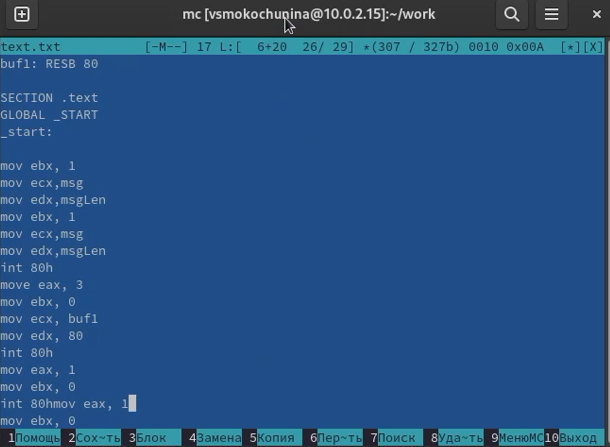 mc [vsmokochunina@10.0.2.15]:~/work
text.txt [-M--] 17 L:[ 6+20 26/ 29] *(307 / 327b) 0010 0x00A [*][X]
buf1: RESB 80
SECTION .text
GLOBAL _START
_start:
mov ebx, 1
mov ecx,msg
mov edx,msgLen
mov ebx, 1
mov ecx,msg
mov edx,msgLen
int 80h
move eax, 3
mov ebx, 0
mov ecx, buf1
mov edx, 80
int 80h
mov eax, 1
mov ebx, 0
int 80hmov eax, 1
mov ebx, 0
1Помощь 2Сох~ть 3Блок 4Замена 5Копия 6Пер~ть 7Поиск 8Уда~ть 9МенюMC 10Выход